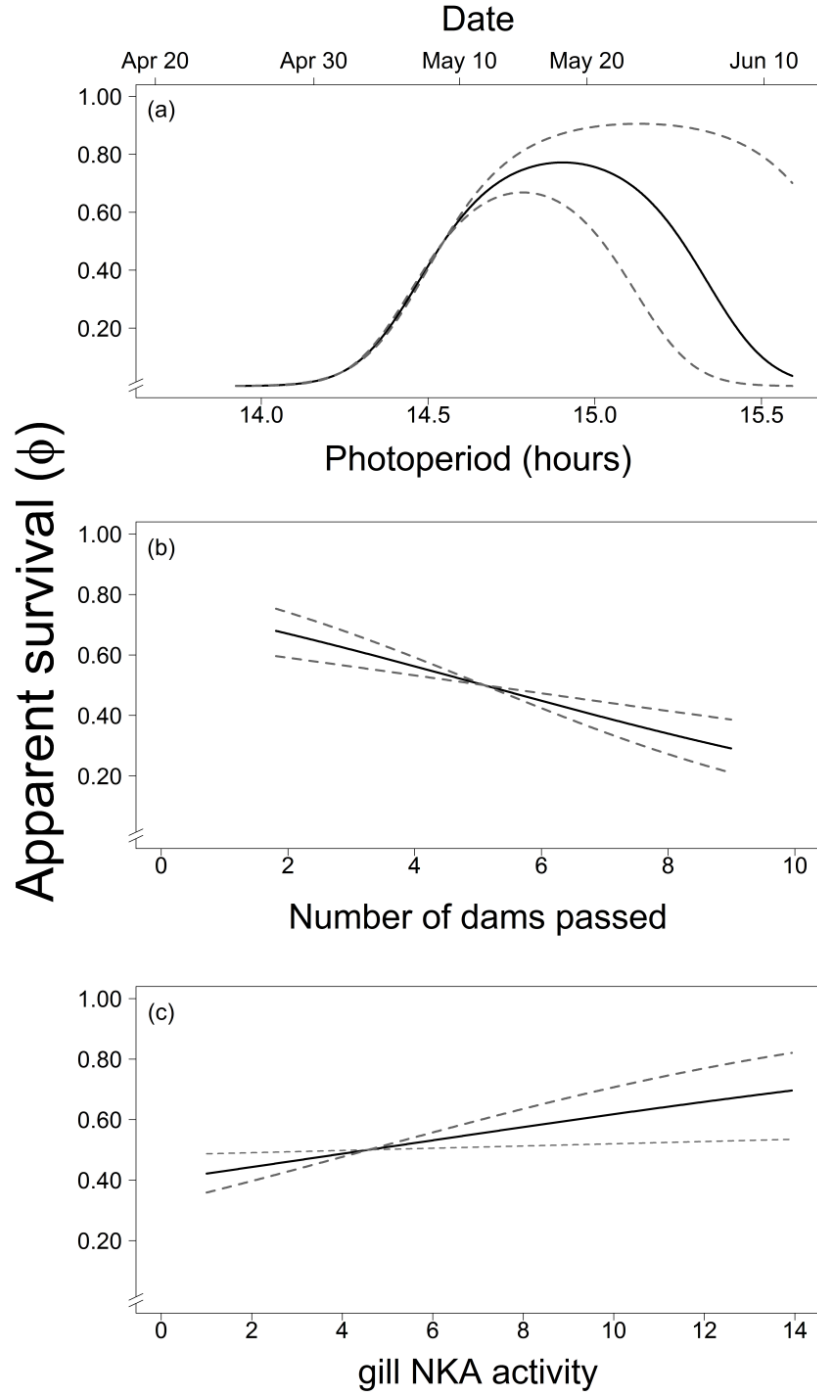 Date
Apr 20 Apr 30 May 10 May 20 Jun 10
(a)
1.00
0.80
0.60
0.40
0.20
14.0 14.5 15.0 15.5
Photoperiod (hours)
Apparent survival (ϕ)
(b)
1.00
0.80
0.60
0.40
0.20
0 2 4 6 8 10
Number of dams passed
(c)
1.00
0.80
0.60
0.40
0.20
0 2 4 6 8 10 12 14
gill NKA activity